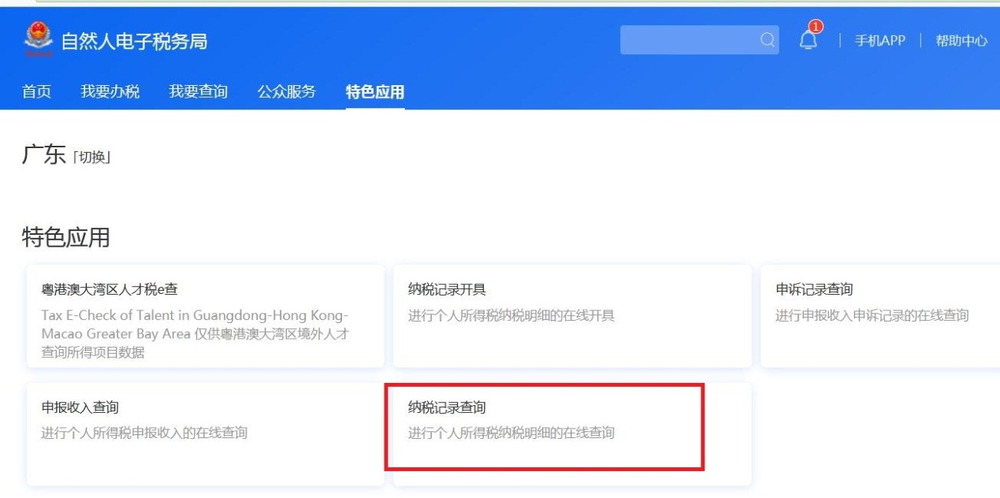 自然人电子税务局
1
手机APP
帮助中心
首页 我要办税 我要查询 公众服务 特色应用
广东「切换」
特色应用
粤港澳大湾区人才税e查
Tax E-Check of Talent in Guangdong-Hong Kong-
Macao Greater Bay Area 仅供粤港澳大湾区境外人才
查询所得项目数据
纳税记录开具
进行个人所得税纳税明细的在线开具
申诉记录查询
进行申报收入申诉记录的在线查询
申报收入查询
进行个人所得税申报收入的在线查询
纳税记录查询
进行个人所得税纳税明细的在线查询